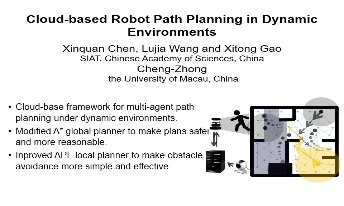 Cloud-based Robot Path Planning in Dynamic
Environments
Xinquan Chen, Lujia Wang and Xitong Gao
SIAT, Chinese Academy of Sciences, China
Cheng-Zhong
the University of Macau, China
• Cloud-base framework for multi-agent path
planning under dynamic environments.
• Modified A* global planner to make plans safer
and more reasonable.
• Inproved local planner to make obstacle
avoidance more simple and effective